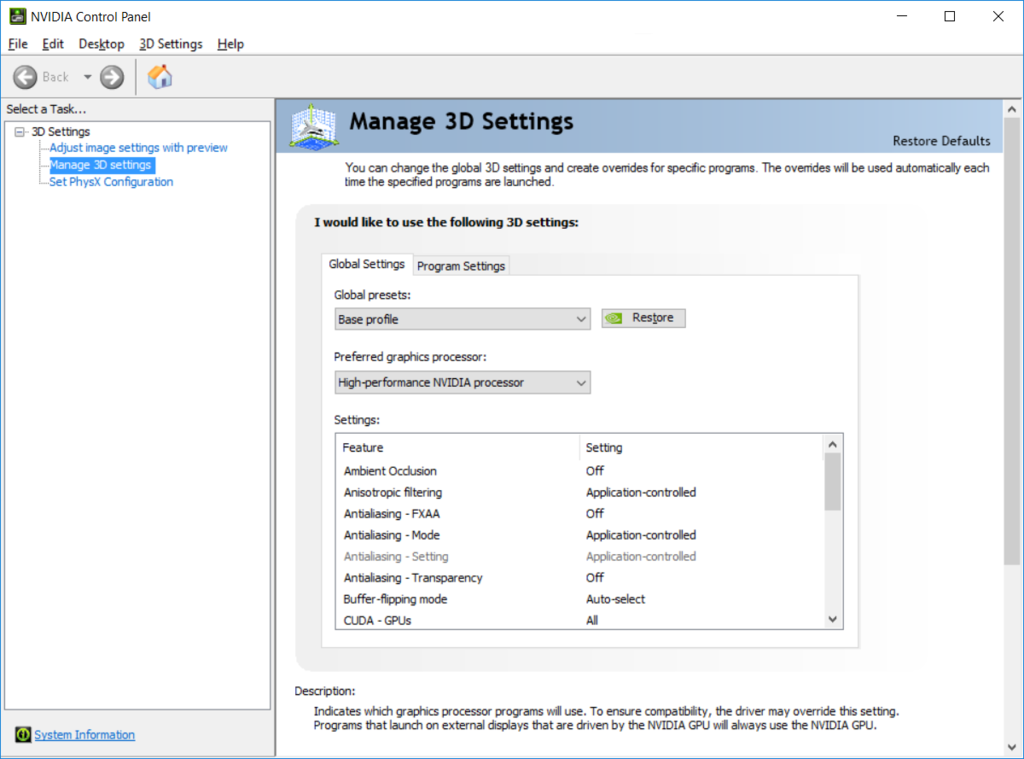 NVIDIA Control Panel
File Edit Desktop 3D Settings Help
Back
Select a Task...
3D Settings
Adjust image settings with preview
Manage 3D settings
Set PhysX Configuration
System Information
Manage 3D Settings
Restore Defaults
You can change the global 3D settings and create overrides for specific programs. The overrides will be used automatically each
time the specified programs are launched.
I would like to use the following 3D settings:
Global Settings Program Settings
Global presets:
Base profile Restore
Preferred graphics processor:
High-performance NVIDIA processor
Settings:
Feature Setting
Ambient Occlusion Off
Anisotropic filtering Application-controlled
Antialiasing - FXAA Off
Antialiasing - Mode Application-controlled
Antialiasing - Setting Application-controlled
Antialiasing - Transparency Off
Buffer-flipping mode Auto-select
CUDA - GPUs All
Description:
Indicates which graphics processor programs will use. To ensure compatibility, the driver may override this setting.
Programs that launch on external displays that are driven by the NVIDIA GPU will always use the NVIDIA GPU.